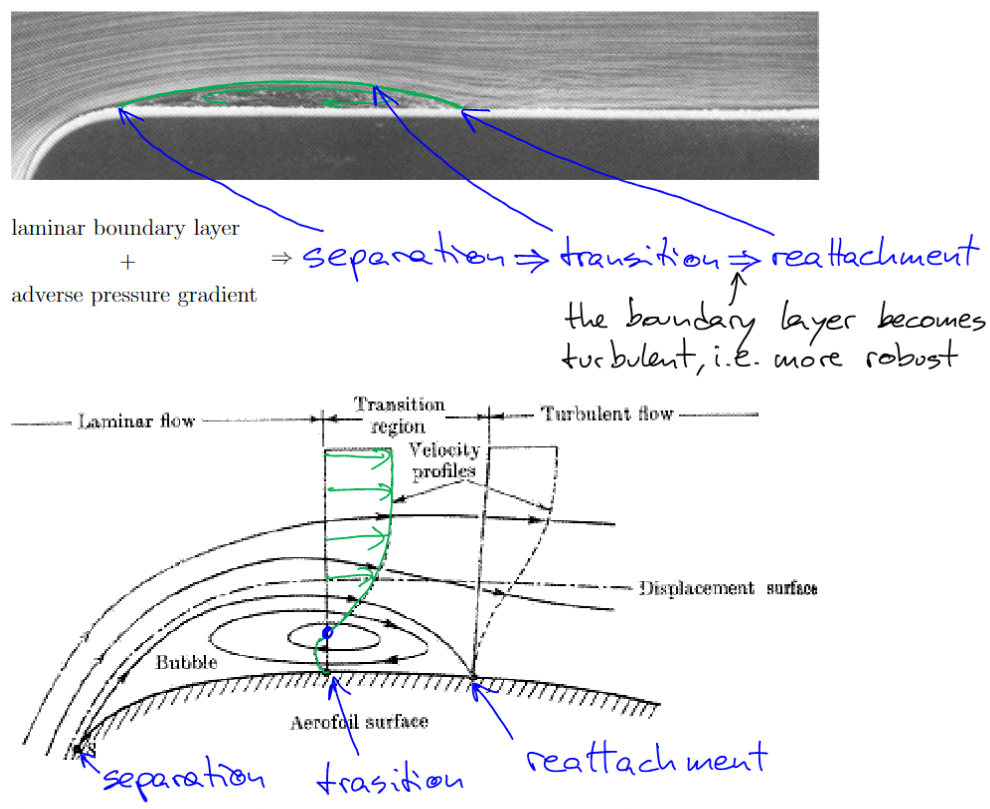 laminar boundary layer
+
adverse pressure gradient
⇒ separation ⇒ transition ⇒ reattachment
the boundary layer becomes
turbulent, i.e. more robust
Laminar flow
Transition
region
Turbulent flow
Velocity
profiles
Displacement surface
Bubble
Aerofoil surface
separation
trasition
reattachment